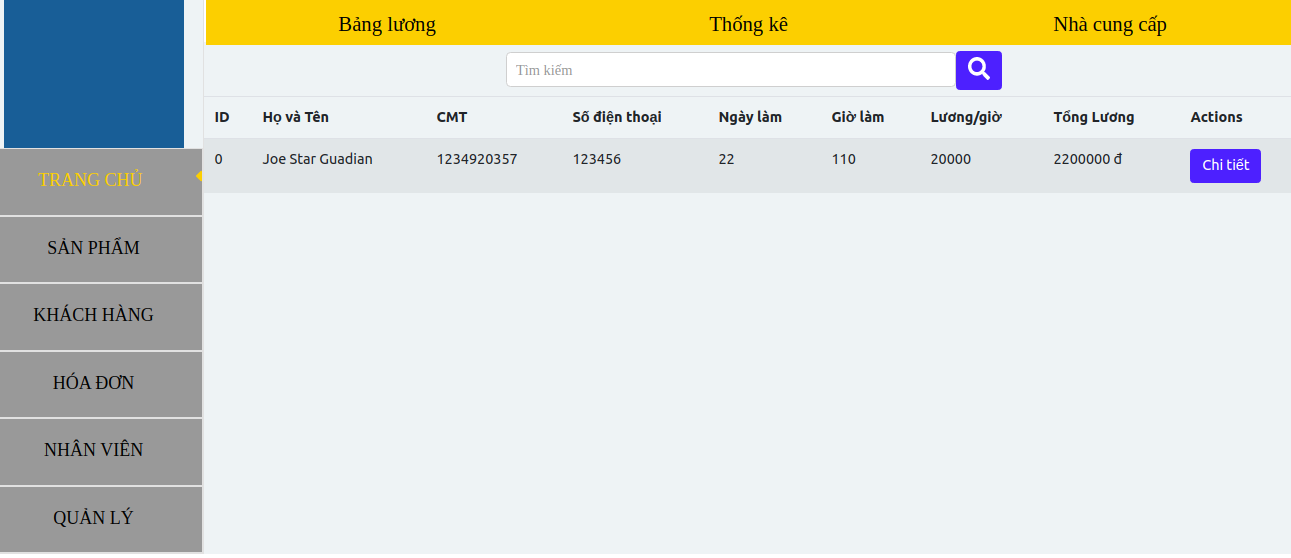 Bảng lương Thống kê Nhà cung cấp
Tìm kiếm
ID Họ và Tên CMT Số điện thoại Ngày làm Giờ làm Lương/giờ Tổng Lương Actions
0 Joe Star Guadian 1234920357 123456 22 110 20000 2200000 đ Chi tiết
TRANG CHỦ
SẢN PHẨM
KHÁCH HÀNG
HÓA ĐƠN
NHÂN VIÊN
QUẢN LÝ